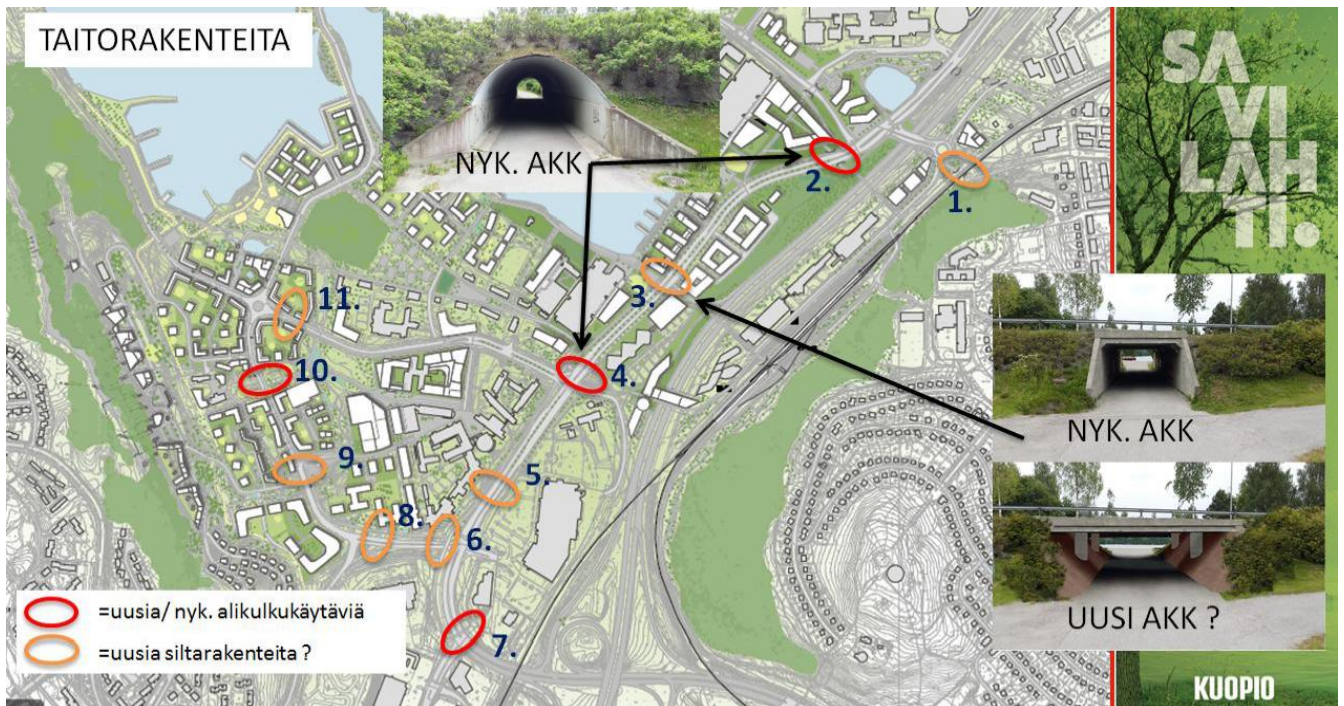 TAITORAKENTEITA
NYK. AKK
SA
VI
LAH
TI.
1.
2.
3.
4.
5.
6.
7.
8.
9.
10.
11.
NYK. AKK
UUSI AKK ?
=uusia/ nyk. alikulkukäytäviä
=uusia siltarakenteita ?
KUOPIO